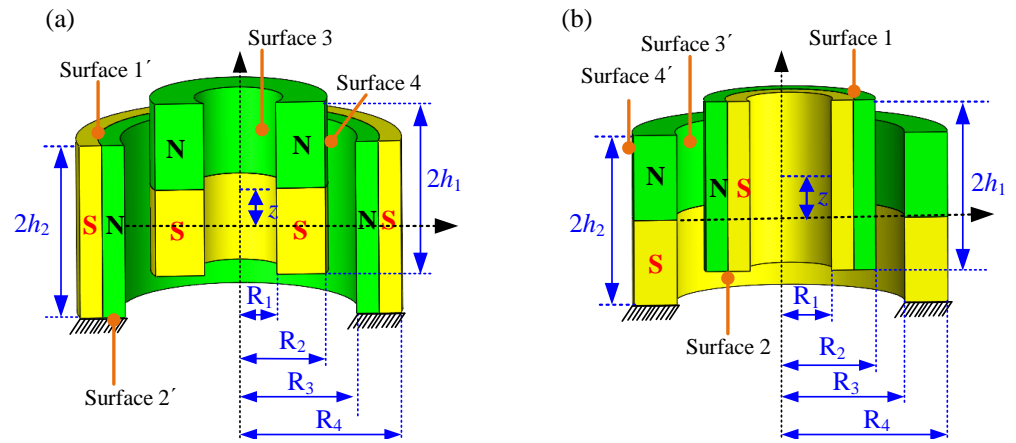 (a)
Surface 3
Surface 1´
Surface 4
N
N
2h₁
2h₂
S
N
S
z
S
N
S
R₁
R₂
R₃
R₄
Surface 2´
(b)
Surface 1
Surface 3´
Surface 4´
N
N
S
2h₁
2h₂
z
S
R₁
Surface 2
R₂
R₃
R₄